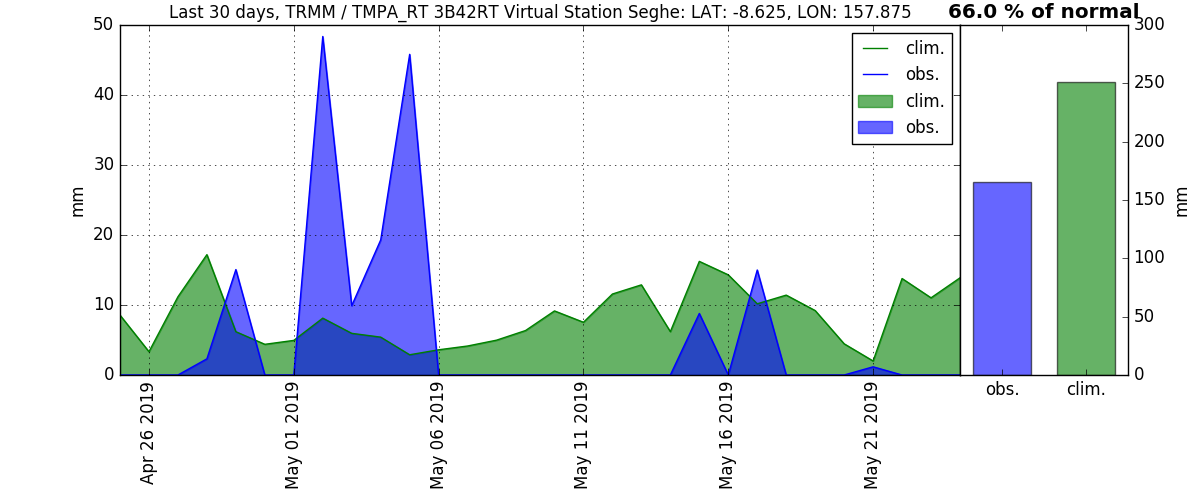 Last 30 days, TRMM / TMPA_RT 3B42RT Virtual Station Seghe: LAT: -8.625, LON: 157.875
66.0 % of normal
50
40
30
20
10
0
mm
clim.
obs.
clim.
obs.
Apr 26 2019
May 01 2019
May 06 2019
May 11 2019
May 16 2019
May 21 2019
300
250
200
150
100
50
0
mm
obs.
clim.